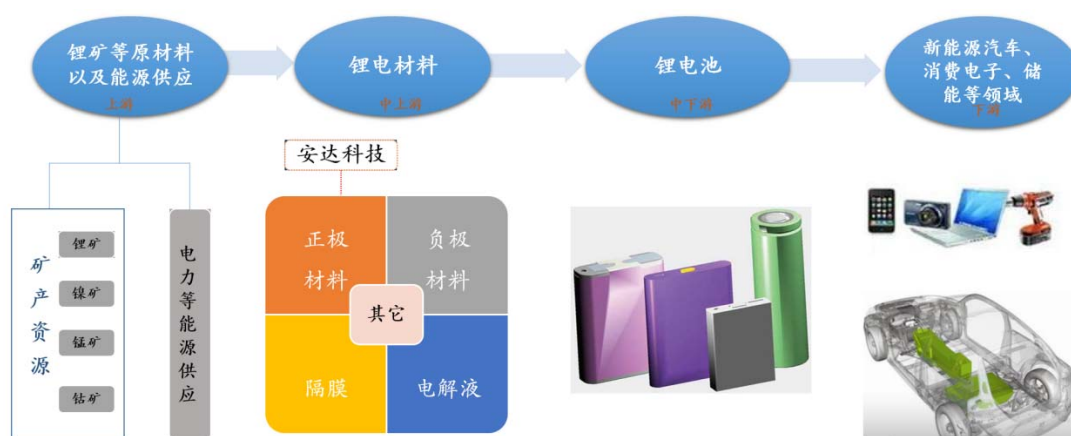 锂矿等原材料
以及能源供应
上游
锂电材料
中上游
锂电池
中下游
新能源汽车、
消费电子、储
能等领域
下游
安达科技
矿产资源
锂矿
镍矿
锰矿
钴矿
电力等能源供应
正极
材料
负极
材料
其它
隔膜
电解液